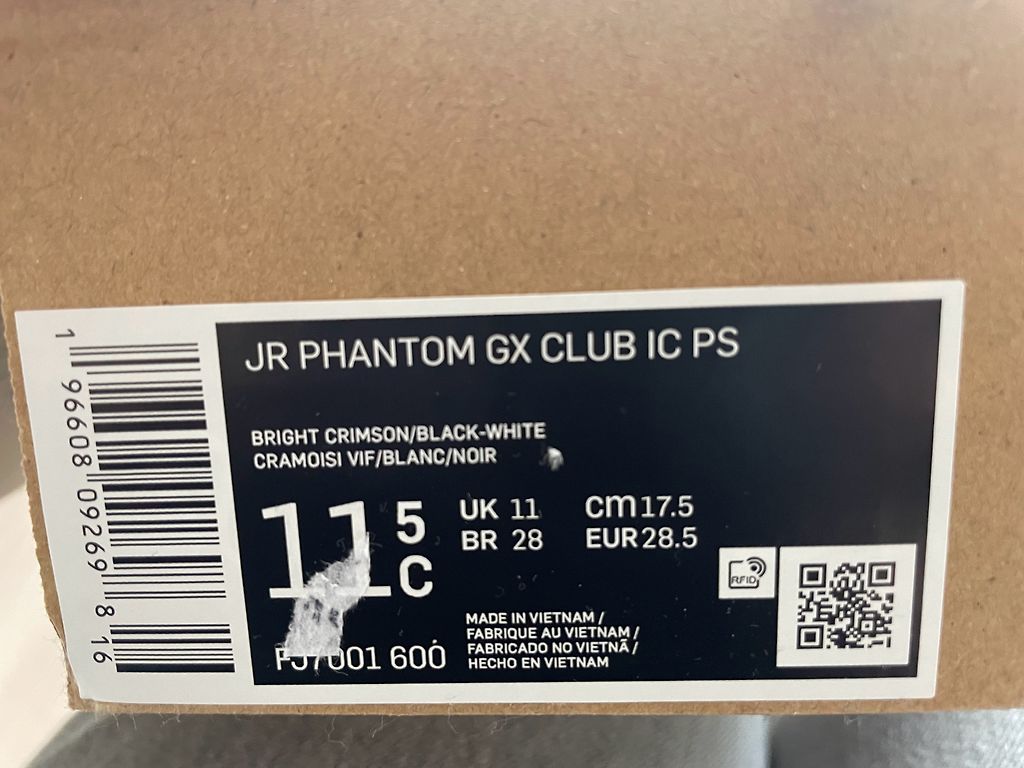 JR PHANTOM GX CLUB IC PS
BRIGHT CRIMSON/BLACK-WHITE
CRAMOISI VIF/BLANC/NOIR
11 5 C
UK 11 cm 17.5
BR 28 EUR 28.5
RFID
MADE IN VIETNAM /
FABRIQUE AU VIETNAM /
FABRICADO NO VIETNÃ /
HECHO EN VIETNAM
FJ7001 600
1 96608 09269 8 16